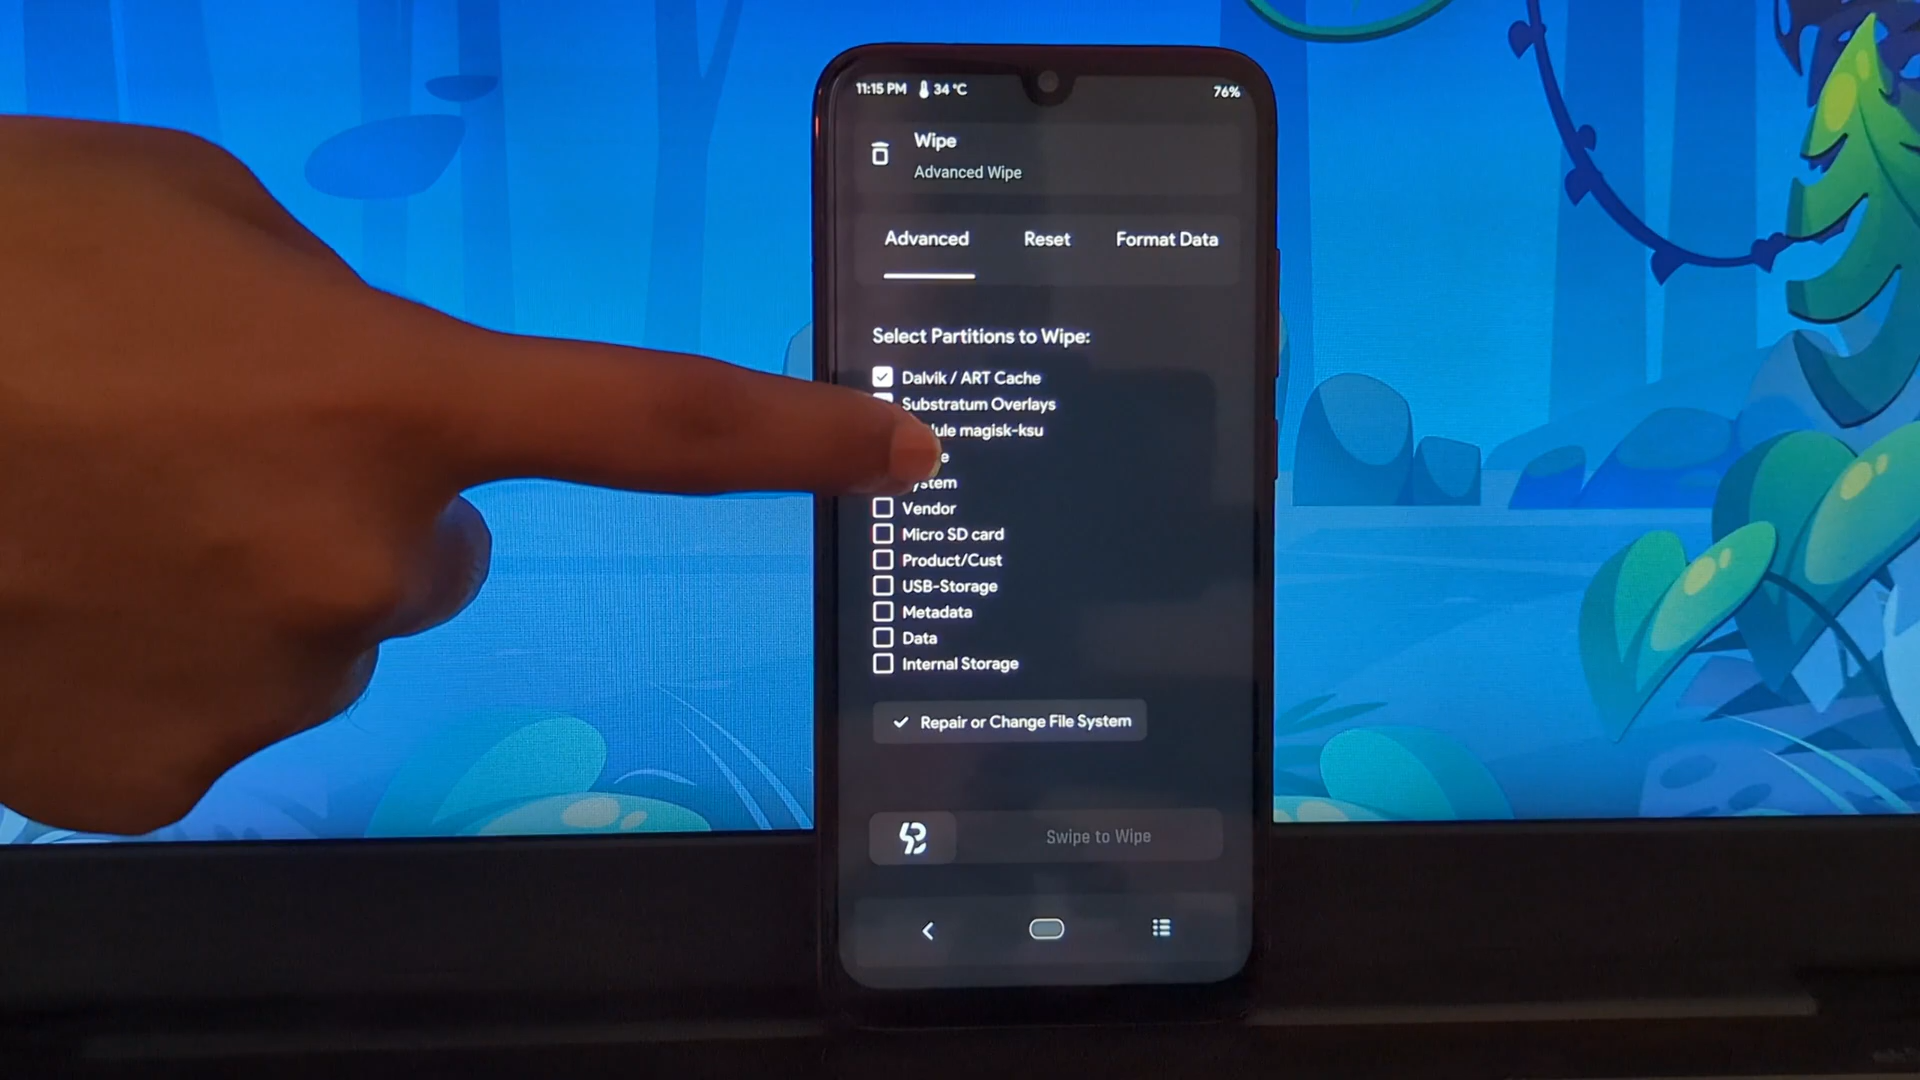 11:15 PM 34 °C 76%
Wipe
Advanced Wipe
Advanced Reset Format Data
Select Partitions to Wipe:
Dalvik / ART Cache
Substratum Overlays
ule magisk-ksu
e
ystem
Vendor
Micro SD card
Product/Cust
USB-Storage
Metadata
Data
Internal Storage
Repair or Change File System
Swipe to Wipe